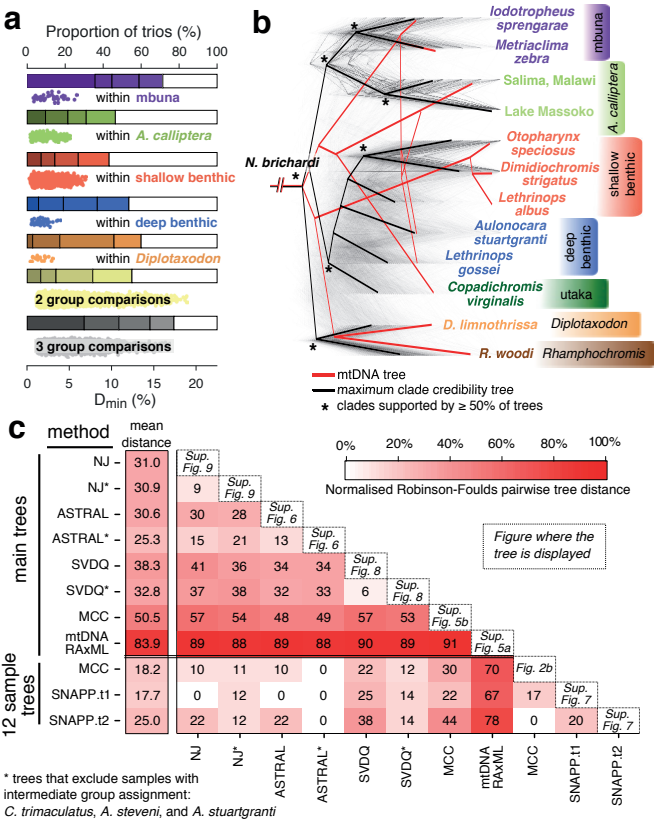 a
Proportion of trios (%)
0 20 40 60 80 100
within mbuna
within A. calliptera
within shallow benthic
within deep benthic
within Diplotaxodon
2 group comparisons
3 group comparisons
0 5 10 15 20
Dmin (%)
b
N. brichardi
Iodotropheus
sprengarae
Metriaclima
zebra
mbuna
Salima, Malawi
Lake Massoko
A. calliptera
Otopharynx
speciosus
Dimidiochromis
strigatus
Lethrinops
albus
shallow
benthic
Aulonocara
stuartgranti
Lethrinops
gossei
deep
benthic
Copadichromis
virginalis
utaka
D. limnothrissa Diplotaxodon
R. woodi Rhamphochromis
* * * * * * *
mtDNA tree
maximum clade credibility tree
* clades supported by ≥ 50% of trees
c
method
mean
distance
0% 20% 40% 60% 80% 100%
Normalised Robinson-Foulds pairwise tree distance
Figure where the
tree is displayed
main trees
NJ 31.0 Sup. Fig. 9
NJ* 30.9 9 Sup. Fig. 9
ASTRAL 30.6 30 28 Sup. Fig. 6
ASTRAL* 25.3 15 21 13 Sup. Fig. 6
SVDQ 38.3 41 36 34 34 Sup. Fig. 8
SVDQ* 32.8 37 38 32 33 6 Sup. Fig. 8
MCC 50.5 57 54 48 49 57 53 Sup. Fig. 5b
mtDNA RAxML 83.9 89 88 89 88 90 89 91 Sup. Fig. 5a
12 sample
trees
MCC 18.2 10 11 10 0 22 12 30 70 Fig. 2b
SNAPP.t1 17.7 0 12 0 25 14 22 67 17 Sup. Fig. 7
SNAPP.t2 25.0 22 12 22 0 38 14 44 78 0 20 Sup. Fig. 7
NJ NJ* ASTRAL ASTRAL* SVDQ SVDQ* MCC mtDNA RAxML MCC SNAPP.t1 SNAPP.t2
* trees that exclude samples with
intermediate group assignment:
C. trimaculatus, A. steveni, and A. stuartgranti